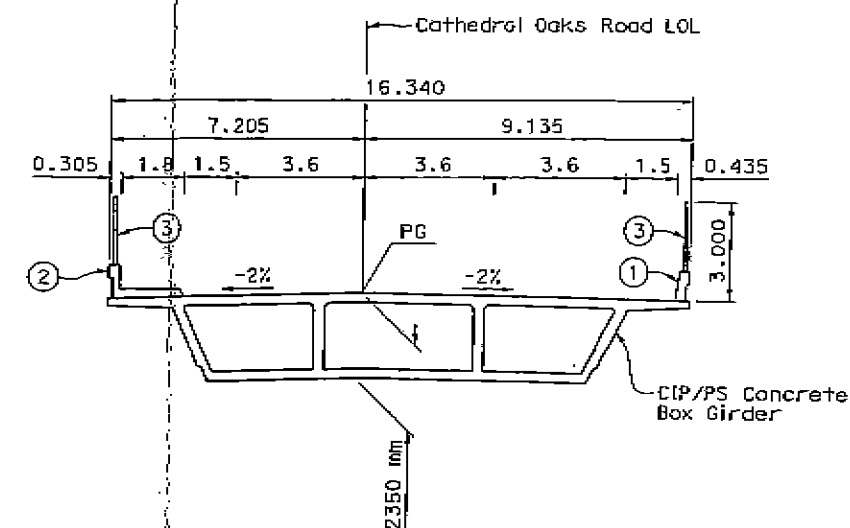 Cathedral Oaks Road LOL
16.340
7.205 9.135
0.305 1.8 1.5 3.6 3.6 3.6 1.5 0.435
3 PG 3
2 -2% -2% 1 3.000
CIP/PS Concrete
Box Girder
2350 mm